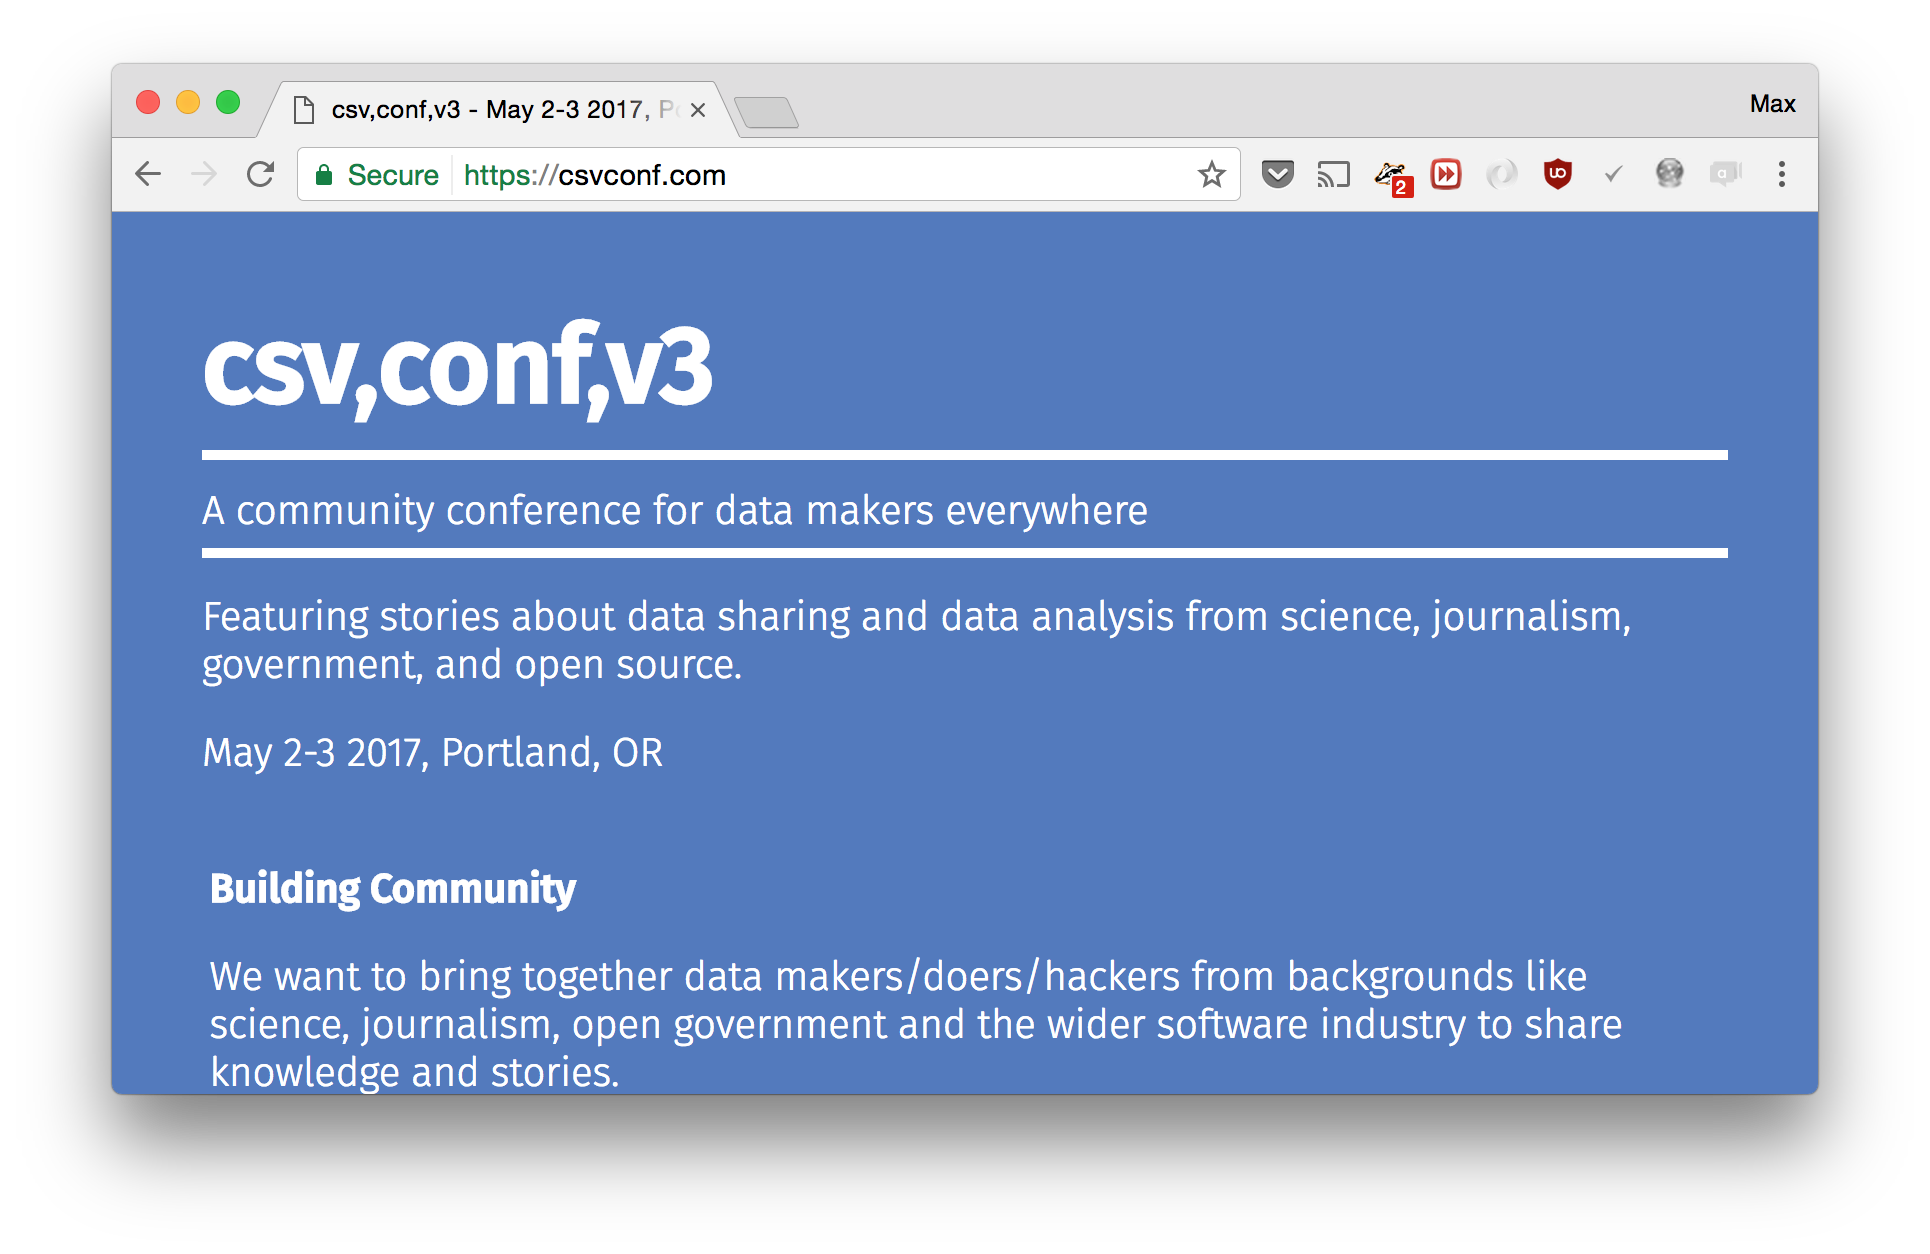 csv,conf,v3 - May 2-3 2017, P
Max
Secure
https://csvconf.com
2
csv,conf,v3
A community conference for data makers everywhere
Featuring stories about data sharing and data analysis from science, journalism,
government, and open source.
May 2-3 2017, Portland, OR
Building Community
We want to bring together data makers/doers/hackers from backgrounds like
science, journalism, open government and the wider software industry to share
knowledge and stories.